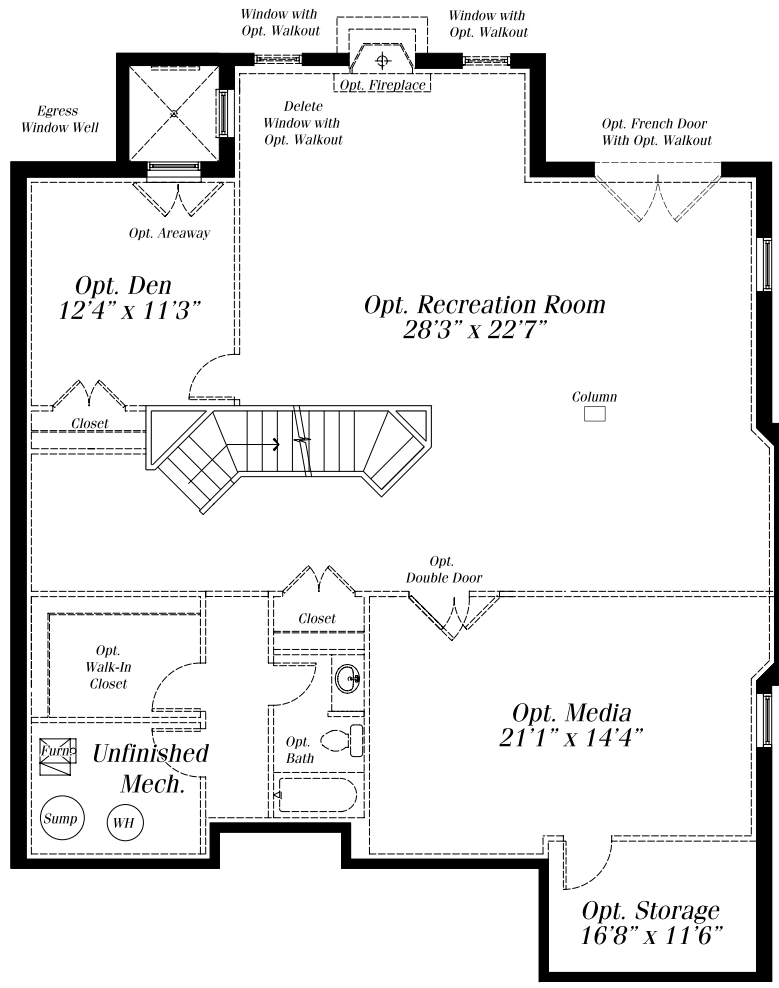 Window with
Opt. Walkout
Window with
Opt. Walkout
Opt. Fireplace
Egress
Window Well
Delete
Window with
Opt. Walkout
Opt. French Door
With Opt. Walkout
Opt. Areaway
Opt. Den
12'4" x 11'3"
Opt. Recreation Room
28'3" x 22'7"
Column
Closet
Opt.
Double Door
Closet
Opt.
Walk-In
Closet
Opt. Media
21'1" x 14'4"
Furn
Unfinished
Mech.
Opt.
Bath
Sump
WH
Opt. Storage
16'8" x 11'6"